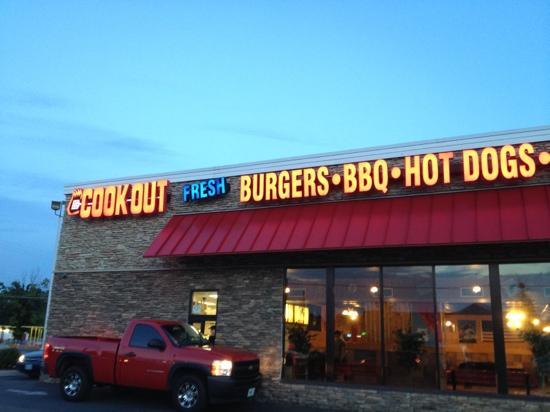 COOK-OUT FRESH BURGERS • BBQ • HOT DOGS •